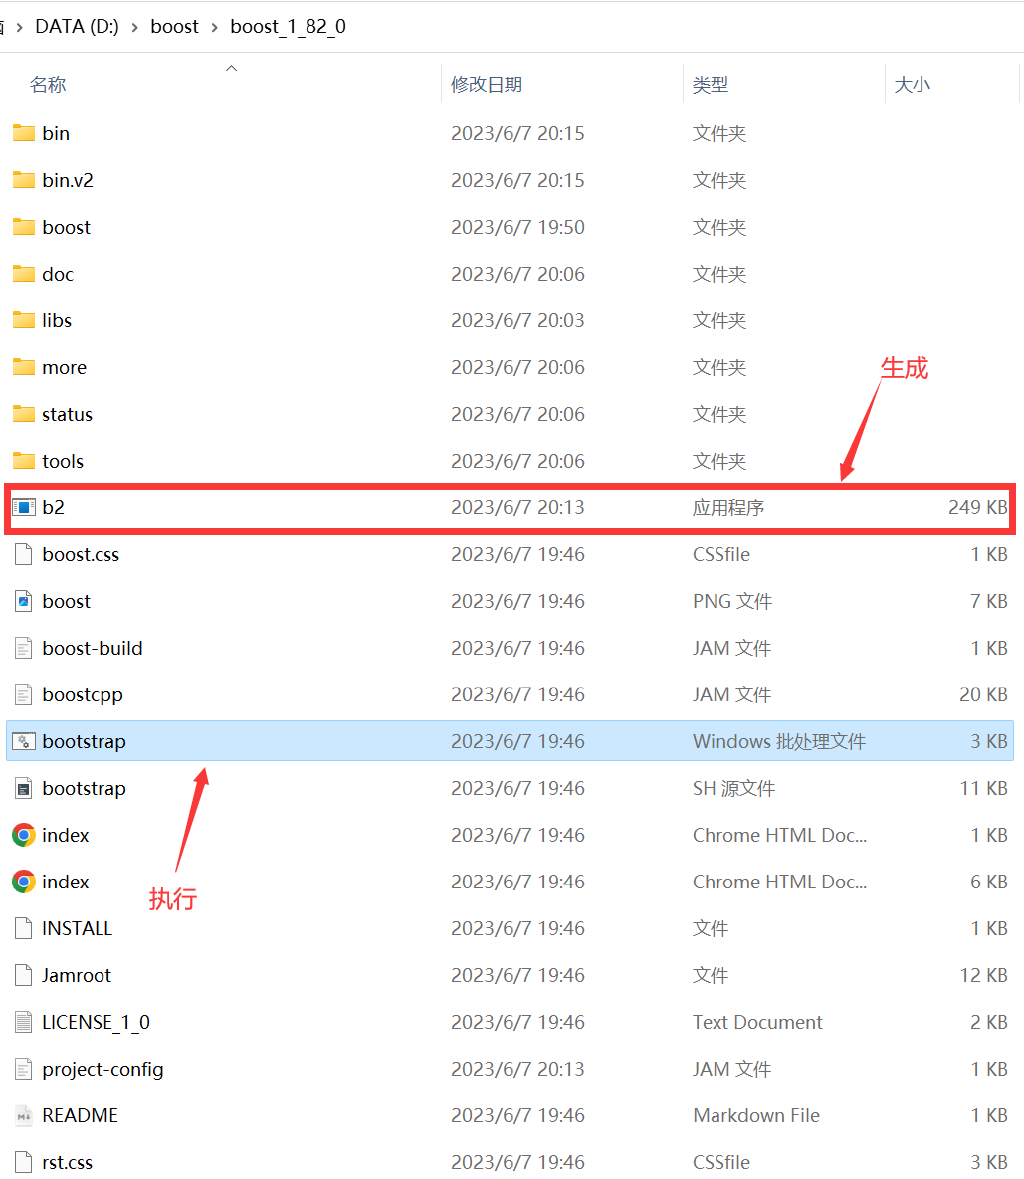 DATA (D:) › boost › boost_1_82_0
名称 修改日期 类型 大小
bin 2023/6/7 20:15 文件夹
bin.v2 2023/6/7 20:15 文件夹
boost 2023/6/7 19:50 文件夹
doc 2023/6/7 20:06 文件夹
libs 2023/6/7 20:03 文件夹
more 2023/6/7 20:06 文件夹
生成
status 2023/6/7 20:06 文件夹
tools 2023/6/7 20:06 文件夹
b2 2023/6/7 20:13 应用程序 249 KB
boost.css 2023/6/7 19:46 CSSfile 1 KB
boost 2023/6/7 19:46 PNG 文件 7 KB
boost-build 2023/6/7 19:46 JAM 文件 1 KB
boostcpp 2023/6/7 19:46 JAM 文件 20 KB
bootstrap 2023/6/7 19:46 Windows 批处理文件 3 KB
bootstrap 2023/6/7 19:46 SH 源文件 11 KB
index 2023/6/7 19:46 Chrome HTML Doc... 1 KB
index 2023/6/7 19:46 Chrome HTML Doc... 6 KB
执行
INSTALL 2023/6/7 19:46 文件 1 KB
Jamroot 2023/6/7 19:46 文件 12 KB
LICENSE_1_0 2023/6/7 19:46 Text Document 2 KB
project-config 2023/6/7 20:13 JAM 文件 1 KB
README 2023/6/7 19:46 Markdown File 1 KB
rst.css 2023/6/7 19:46 CSSfile 3 KB